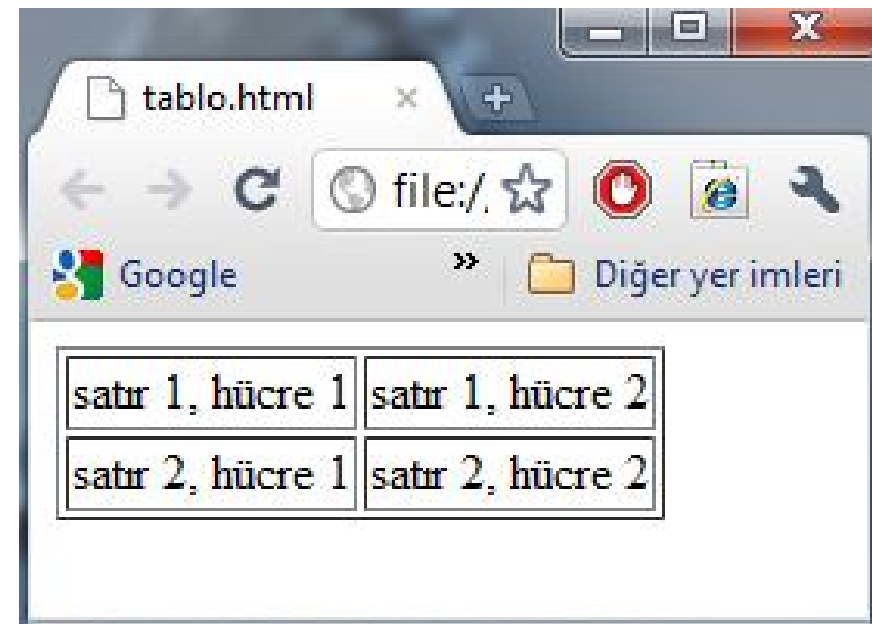 tablo.html
file:/
Google » Diğer yer imleri
satır 1, hücre 1 satır 1, hücre 2
satır 2, hücre 1 satır 2, hücre 2